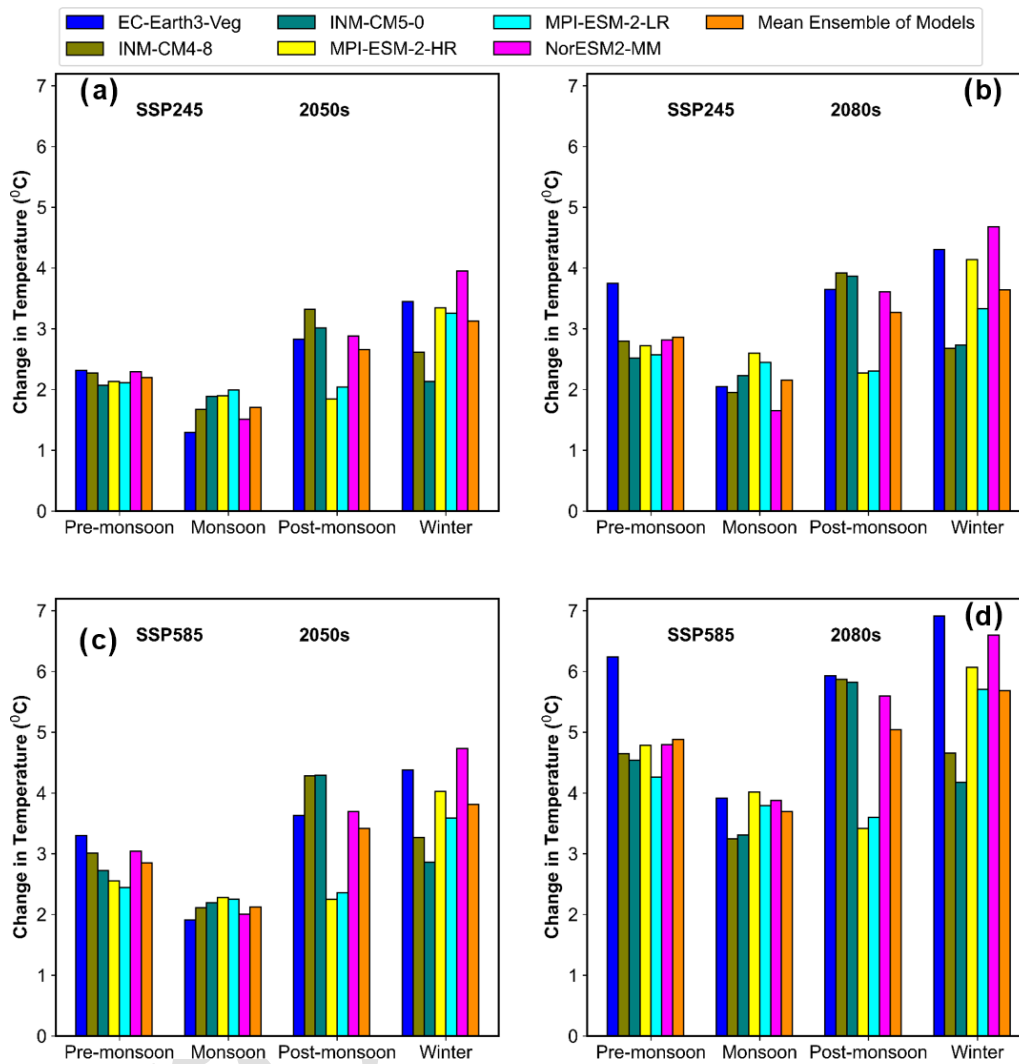 EC-Earth3-Veg INM-CM5-0 MPI-ESM-2-LR Mean Ensemble of Models
INM-CM4-8 MPI-ESM-2-HR NorESM2-MM
(a) SSP245 2050s
Change in Temperature (⁰C)
7
6
5
4
3
2
1
0
Pre-monsoon Monsoon Post-monsoon Winter
(b) SSP245 2080s
Change in Temperature (⁰C)
7
6
5
4
3
2
1
0
Pre-monsoon Monsoon Post-monsoon Winter
(c) SSP585 2050s
Change in Temperature (⁰C)
7
6
5
4
3
2
1
0
Pre-monsoon Monsoon Post-monsoon Winter
(d) SSP585 2080s
Change in Temperature (⁰C)
7
6
5
4
3
2
1
0
Pre-monsoon Monsoon Post-monsoon Winter